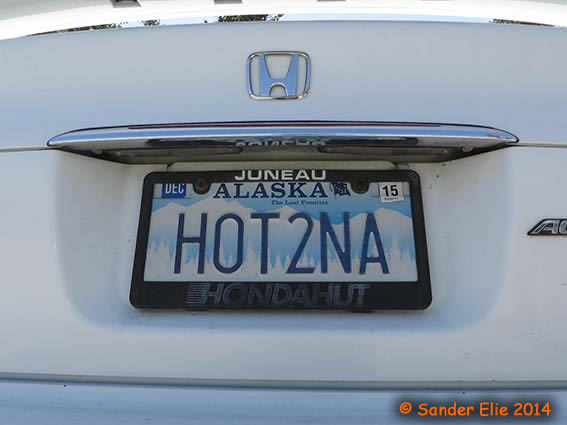 JUNEAU
DEC ALASKA 15
The Last Frontier
HOT2NA
HONDAHUT
© Sander Elie 2014